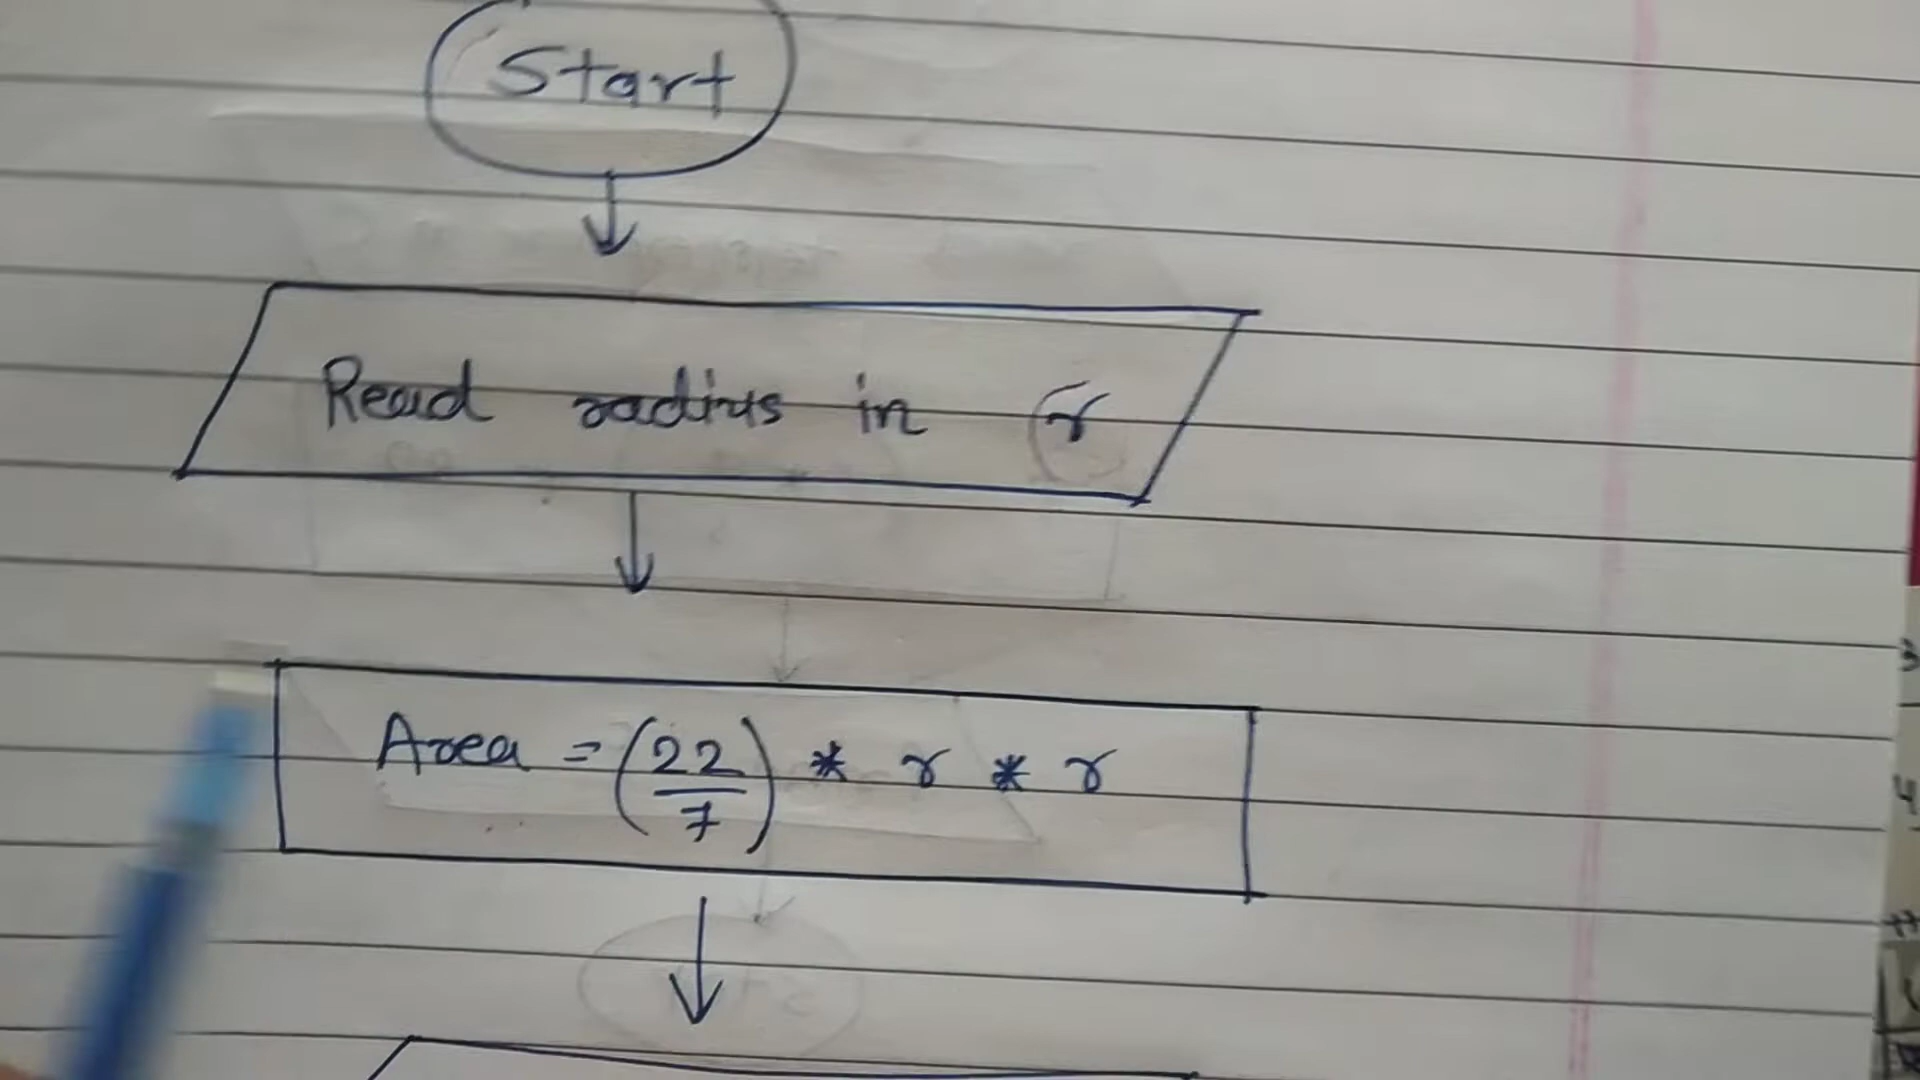 Start
Read radius in r
Area = (22/7) * r * r